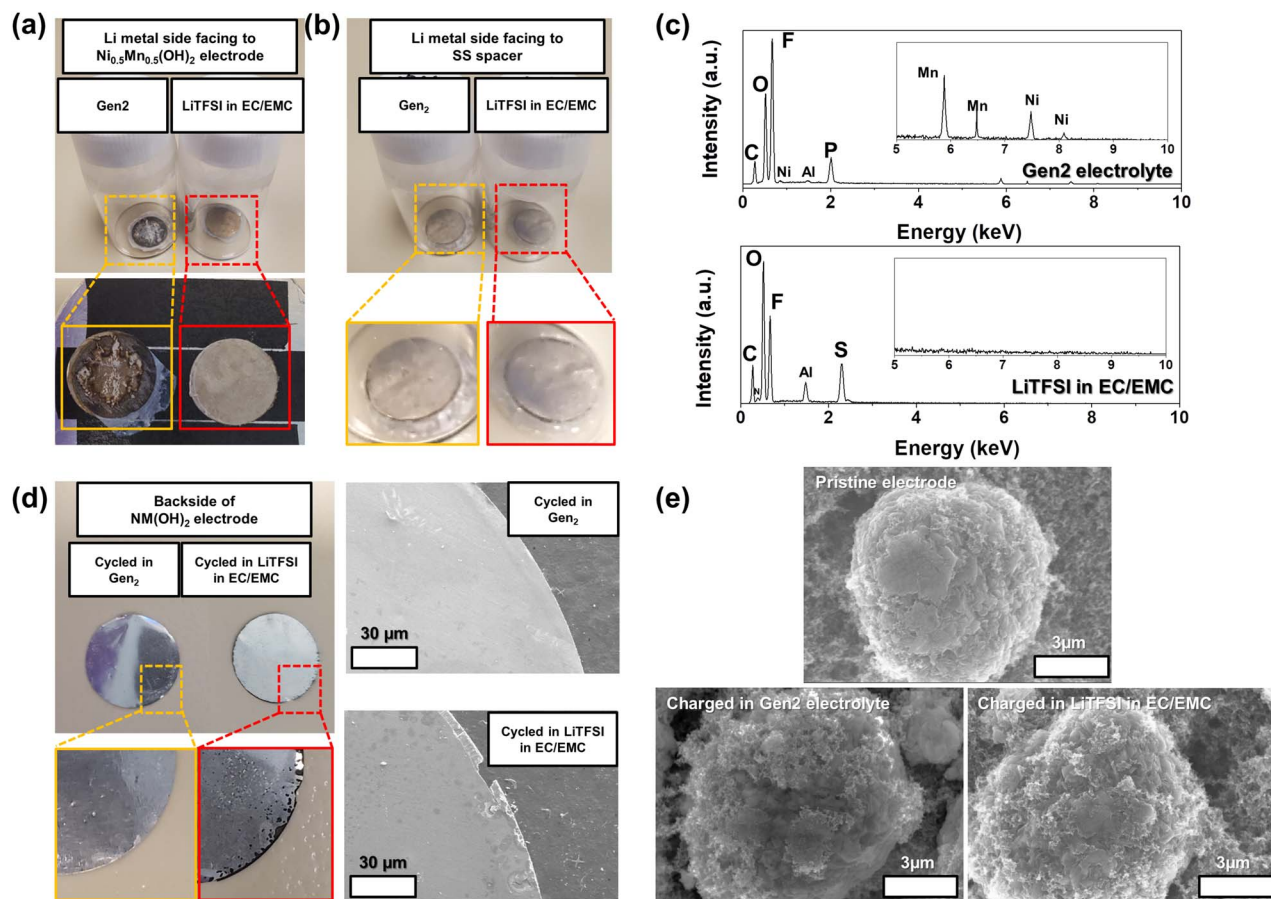 (a)
Li metal side facing to
Ni0.5Mn0.5(OH)2 electrode
Gen2
LiTFSI in EC/EMC
(b)
Li metal side facing to
SS spacer
Gen2
LiTFSI in EC/EMC
(c)
Intensity (a.u.)
C
O
F
Ni
Al
P
Mn
Mn
Ni
Ni
5 6 7 8 9 10
Gen2 electrolyte
0 2 4 6 8 10
Energy (keV)
Intensity (a.u.)
C
N
O
F
Al
S
5 6 7 8 9 10
LiTFSI in EC/EMC
0 2 4 6 8 10
Energy (keV)
(d)
Backside of
NM(OH)2 electrode
Cycled in
Gen2
Cycled in LiTFSI
in EC/EMC
Cycled in
Gen2
30 μm
Cycled in LiTFSI
in EC/EMC
30 μm
(e)
Pristine electrode
3μm
Charged in Gen2 electrolyte
3μm
Charged in LiTFSI in EC/EMC
3μm